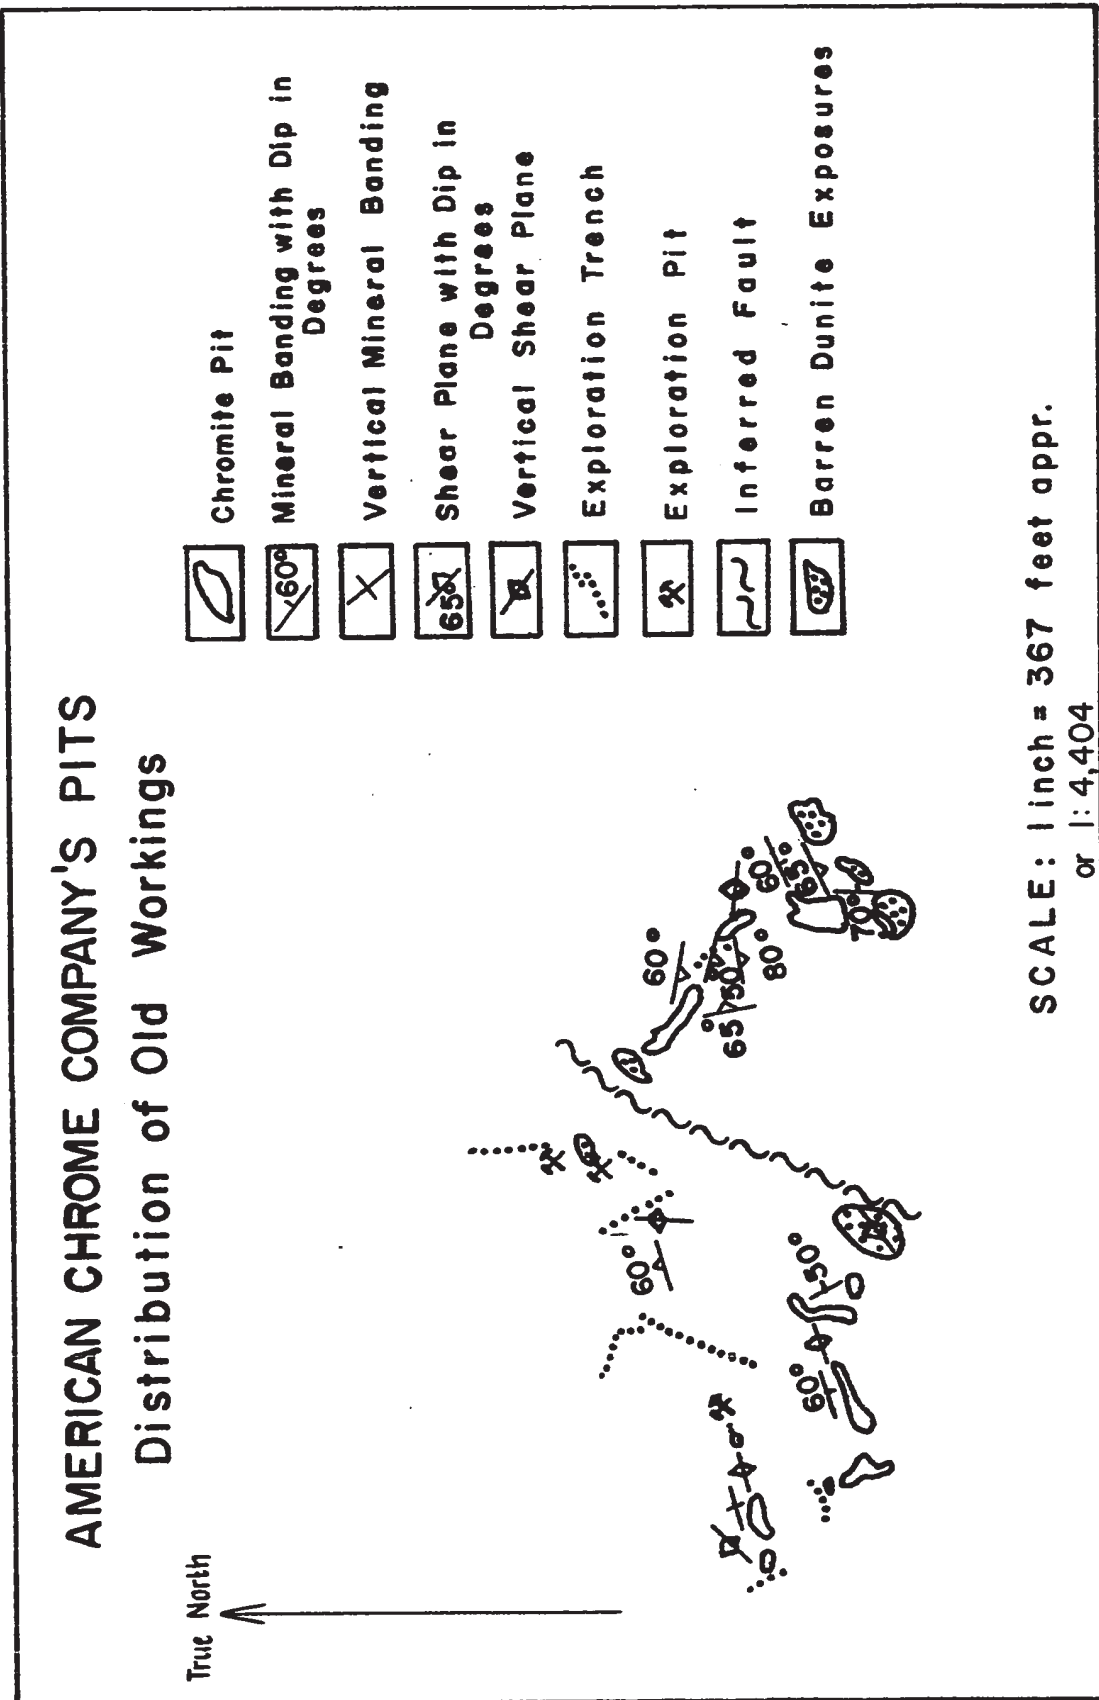 AMERICAN CHROME COMPANY'S PITS
Distribution of Old Workings
True North
Chromite Pit
60° Mineral Banding with Dip in
Degrees
Vertical Mineral Banding
65° Shear Plane with Dip in
Degrees
Vertical Shear Plane
Exploration Trench
Exploration Pit
Inferred Fault
Barren Dunite Exposures
60°
60°
50°
60°
65°
50
80°
60°
65°
70°
SCALE: 1 inch = 367 feet appr.
or 1:4,404